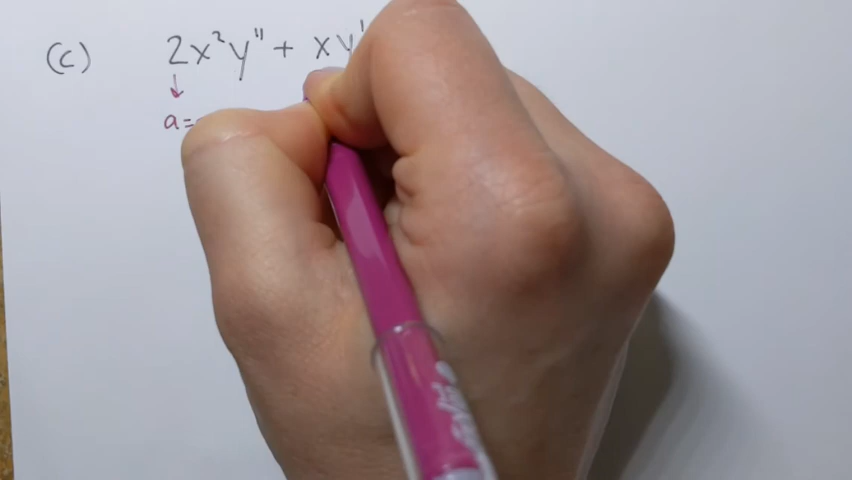 (c) 2x²y'' + xy'
a=